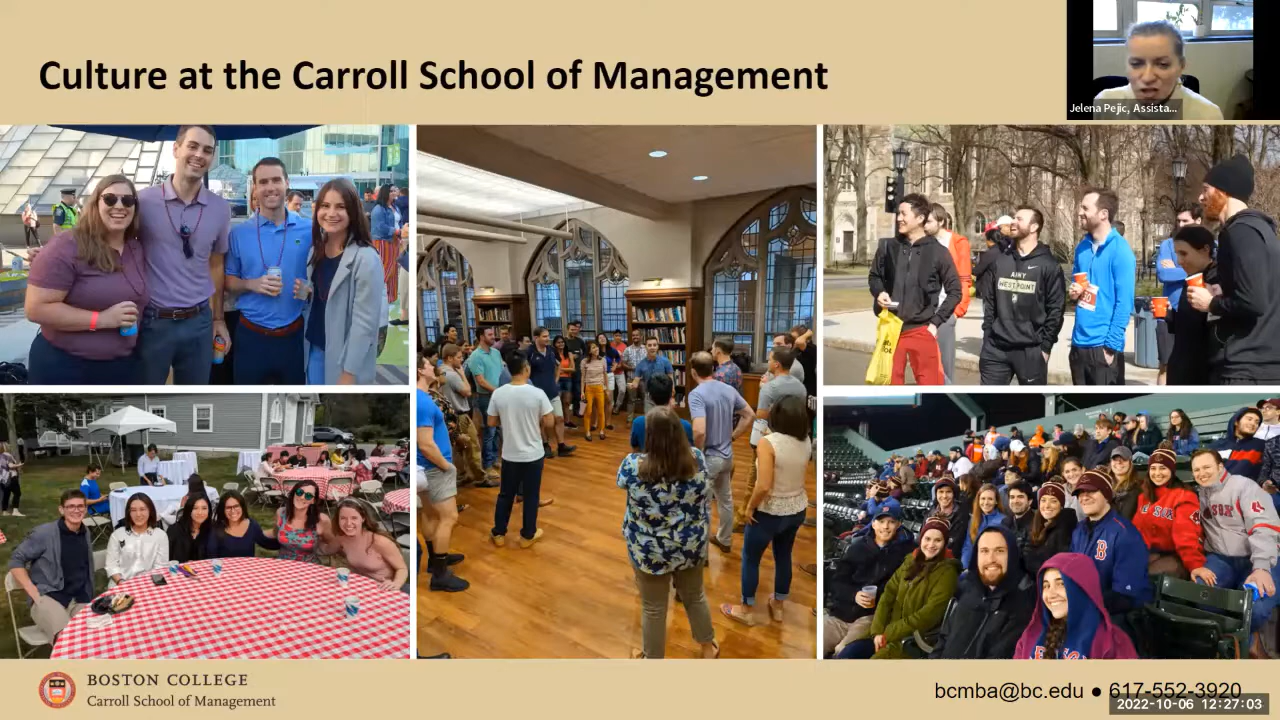 Culture at the Carroll School of Management
Jelena Pejic, Assista...
ARMY
WEST POINT
B
SOX
BOSTON COLLEGE
Carroll School of Management
bcmba@bc.edu ● 617-552-3920
2022-10-06 12:27:03